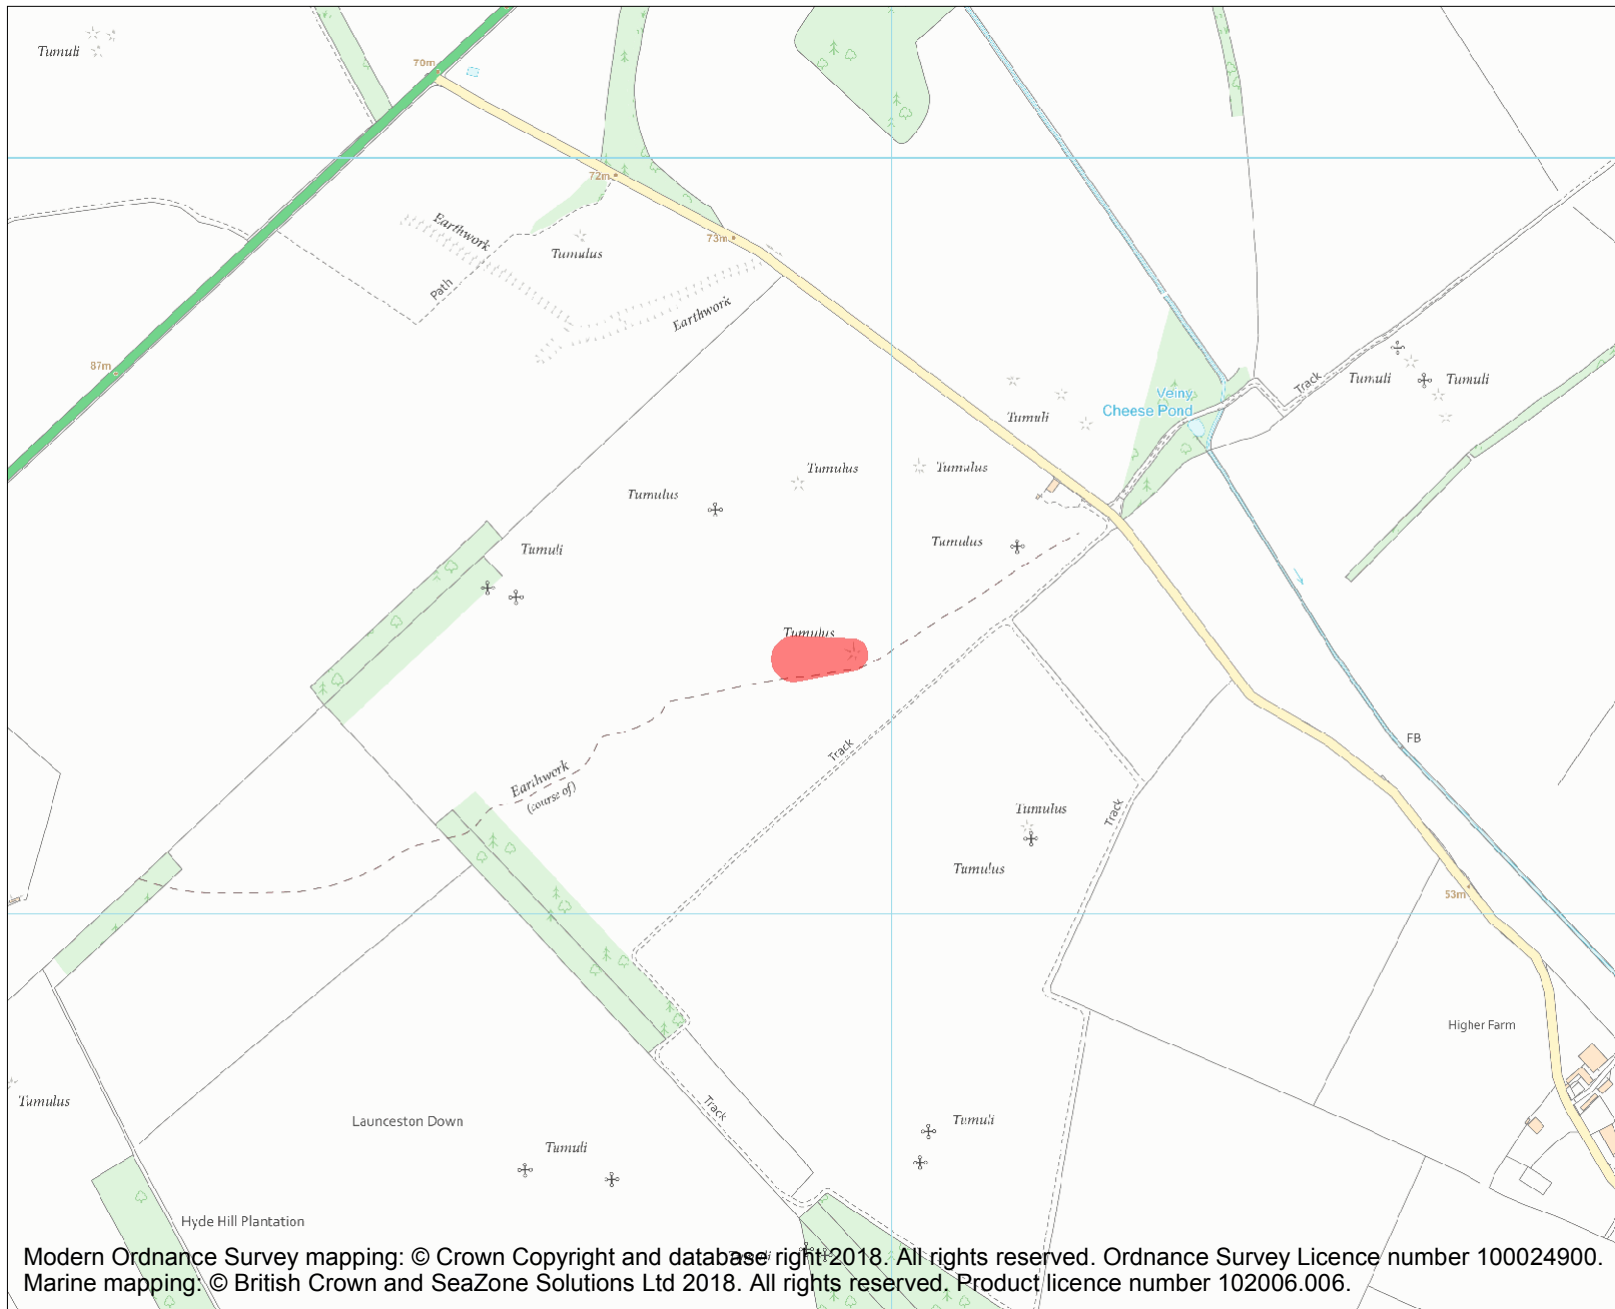 Tumuli
70m
72m
Earthwork
73m
Tumulus
Path
Earthwork
87m
Veiny
Cheese Pond
Track
Tumuli
Tumuli
Tumuli
Tumulus
Tumulus
Tumulus
Tumulus
Tumuli
Tumulus
FB
Track
Earthwork
(course of)
Tumulus
Track
Tumulus
53m
Higher Farm
Tumulus
Track
Launceston Down
Tumuli
Tumuli
Hyde Hill Plantation
Tumuli
Modern Ordnance Survey mapping: © Crown Copyright and database right 2018. All rights reserved. Ordnance Survey Licence number 100024900.
Marine mapping: © British Crown and SeaZone Solutions Ltd 2018. All rights reserved. Product licence number 102006.006.